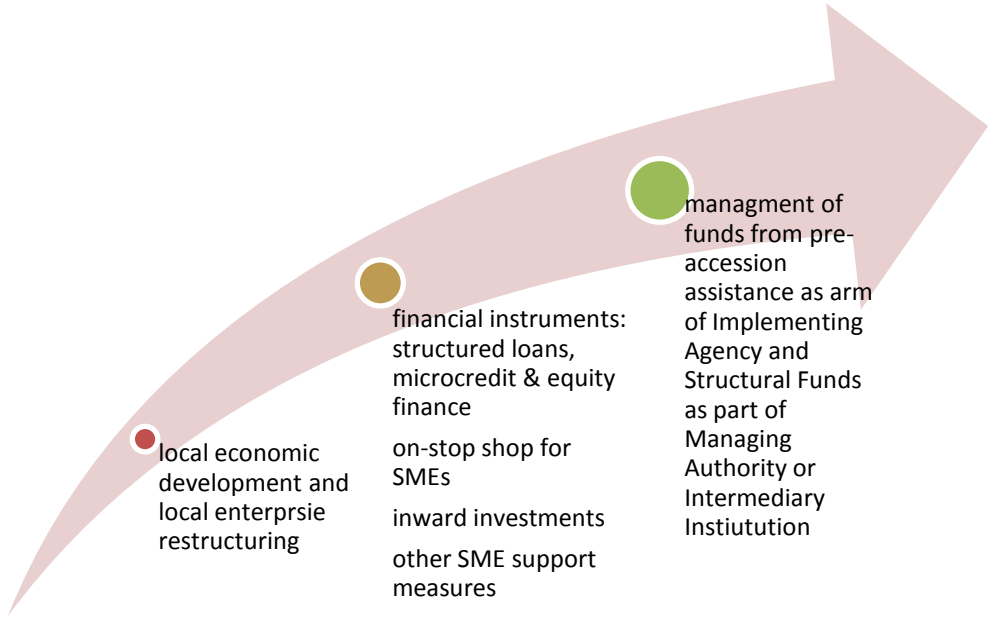 local economic
development and
local enterprsie
restructuring
financial instruments:
structured loans,
microcredit & equity
finance
on-stop shop for
SMEs
inward investments
other SME support
measures
managment of
funds from pre-
accession
assistance as arm
of Implementing
Agency and
Structural Funds
as part of
Managing
Authority or
Intermediary
Instiutution